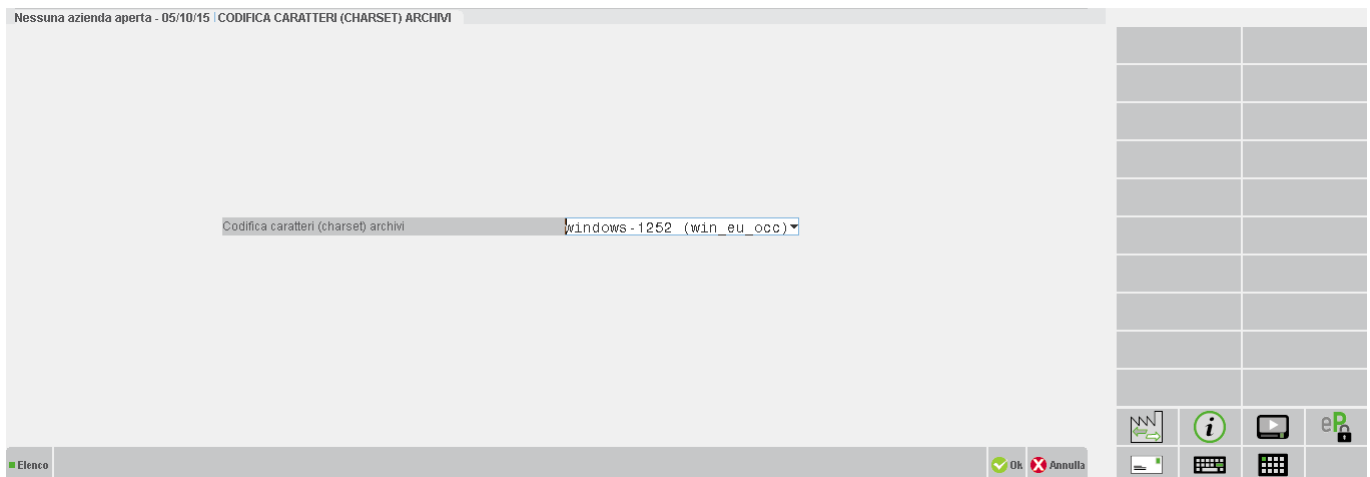 Nessuna azienda aperta - 05/10/15 | CODIFICA CARATTERI (CHARSET) ARCHIVI
Codifica caratteri (charset) archivi windows-1252 (win_eu_occ)
Elenco Ok Annulla
i eP